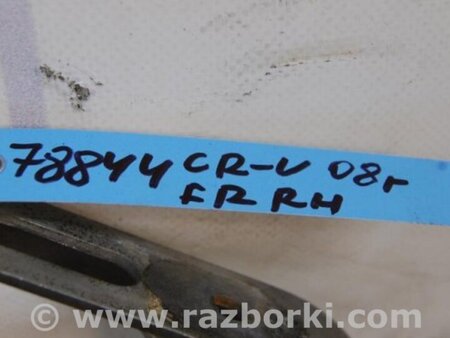 78844 CR-V 08г
FR RH
www.razborki.com